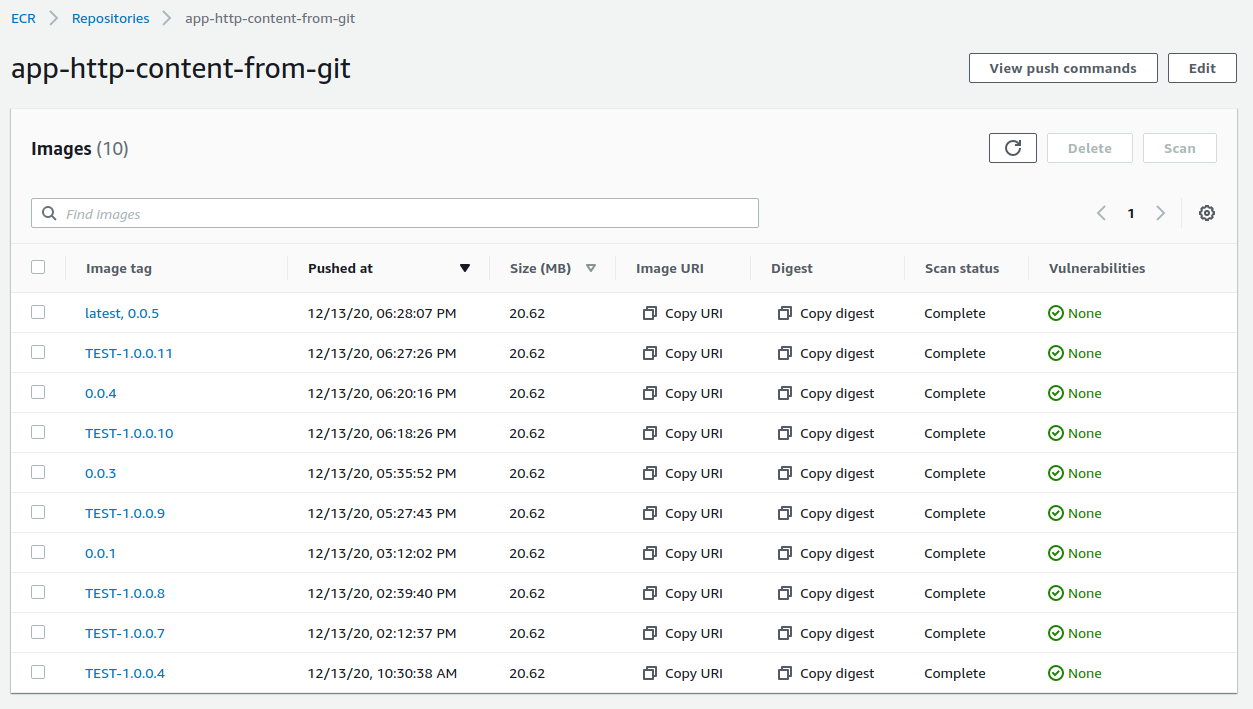 ECR Repositories app-http-content-from-git
app-http-content-from-git View push commands Edit
Images (10) Delete Scan
Find Images 1
Image tag Pushed at Size (MB) Image URI Digest Scan status Vulnerabilities
latest, 0.0.5 12/13/20, 06:28:07 PM 20.62 Copy URI Copy digest Complete None
TEST-1.0.0.11 12/13/20, 06:27:26 PM 20.62 Copy URI Copy digest Complete None
0.0.4 12/13/20, 06:20:16 PM 20.62 Copy URI Copy digest Complete None
TEST-1.0.0.10 12/13/20, 06:18:26 PM 20.62 Copy URI Copy digest Complete None
0.0.3 12/13/20, 05:35:52 PM 20.62 Copy URI Copy digest Complete None
TEST-1.0.0.9 12/13/20, 05:27:43 PM 20.62 Copy URI Copy digest Complete None
0.0.1 12/13/20, 03:12:02 PM 20.62 Copy URI Copy digest Complete None
TEST-1.0.0.8 12/13/20, 02:39:40 PM 20.62 Copy URI Copy digest Complete None
TEST-1.0.0.7 12/13/20, 02:12:37 PM 20.62 Copy URI Copy digest Complete None
TEST-1.0.0.4 12/13/20, 10:30:38 AM 20.62 Copy URI Copy digest Complete None